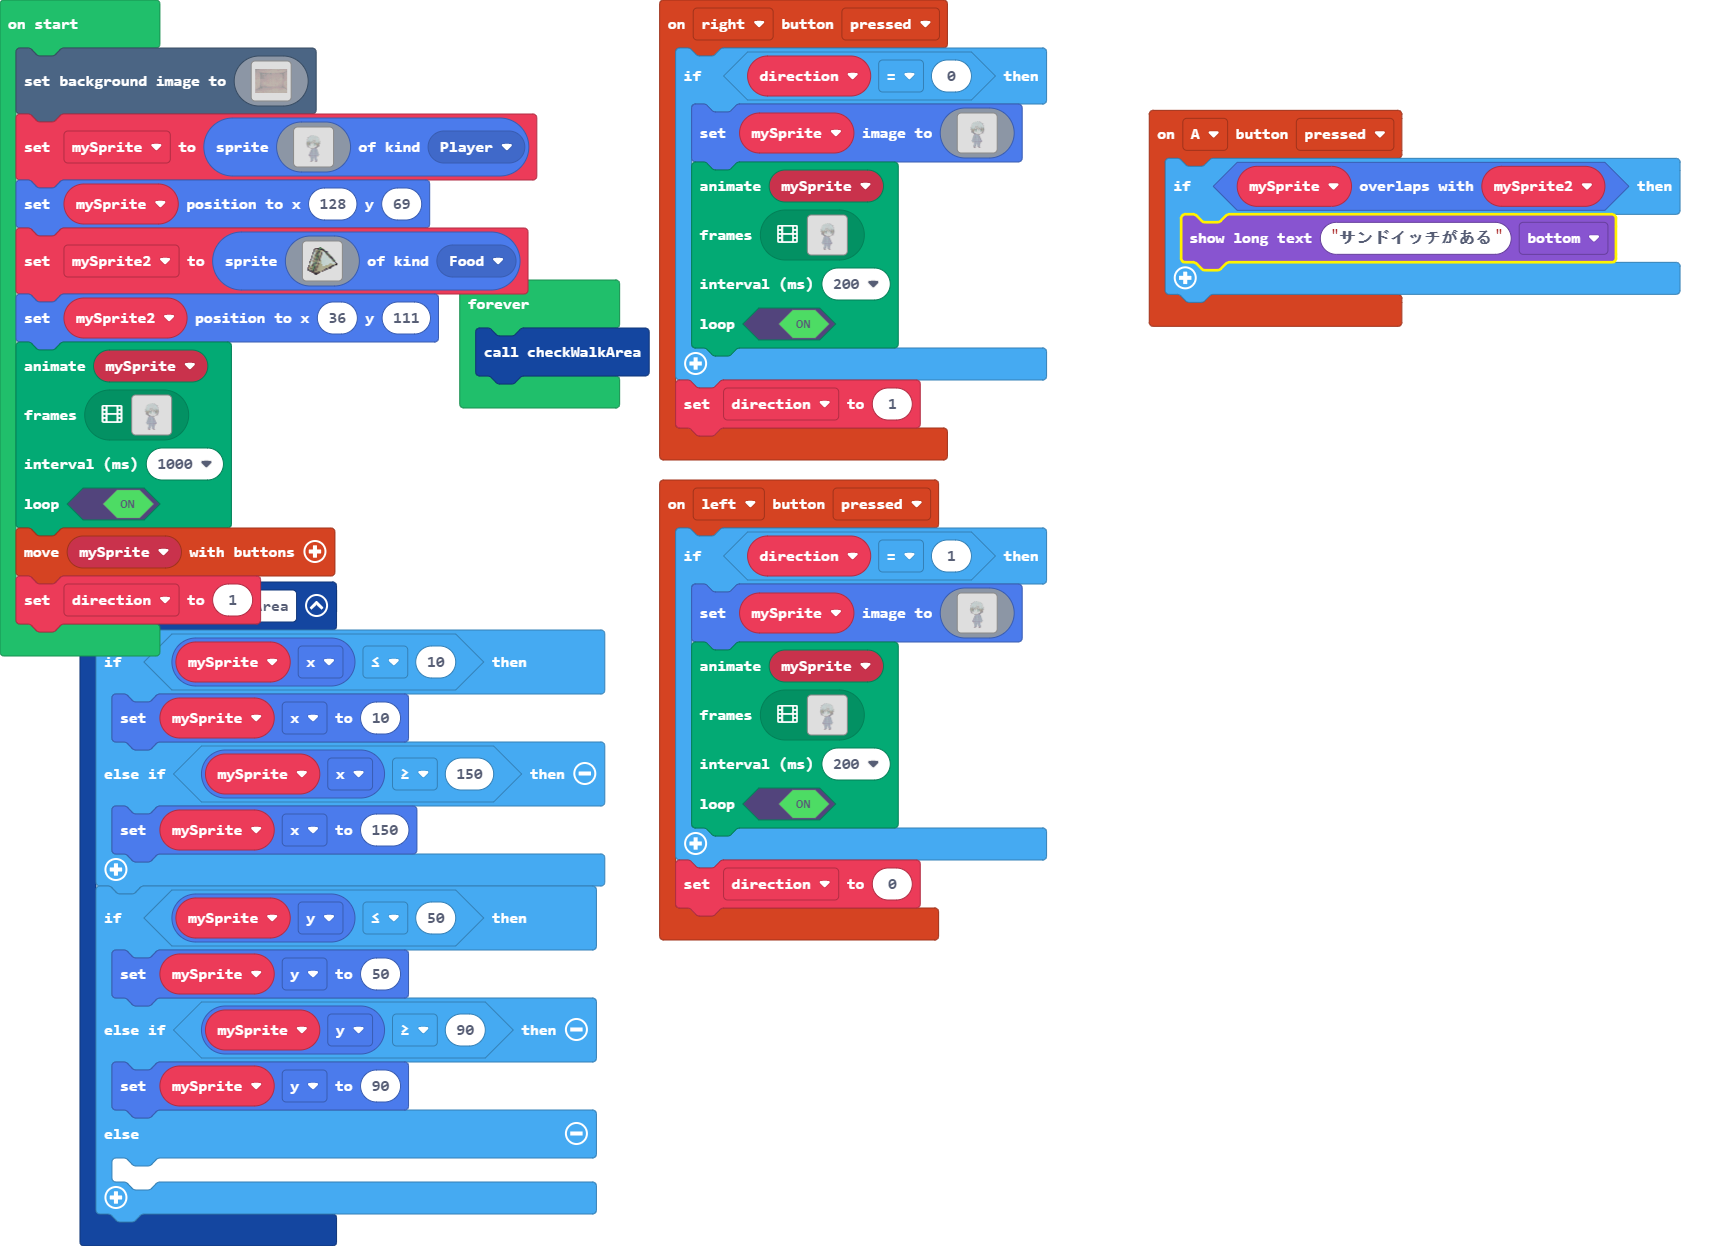 on start
set background image to
set mySprite to sprite of kind Player
set mySprite position to x 128 y 69
set mySprite2 to sprite of kind Food
set mySprite2 position to x 36 y 111
animate mySprite
frames
interval (ms) 1000
loop ON
move mySprite with buttons
set direction to 1
forever
call checkWalkArea
rea
if mySprite x ≤ 10 then
set mySprite x to 10
else if mySprite x ≥ 150 then
set mySprite x to 150
if mySprite y ≤ 50 then
set mySprite y to 50
else if mySprite y ≥ 90 then
set mySprite y to 90
else
on right button pressed
if direction = 0 then
set mySprite image to
animate mySprite
frames
interval (ms) 200
loop ON
set direction to 1
on left button pressed
if direction = 1 then
set mySprite image to
animate mySprite
frames
interval (ms) 200
loop ON
set direction to 0
on A button pressed
if mySprite overlaps with mySprite2 then
show long text "サンドイッチがある" bottom